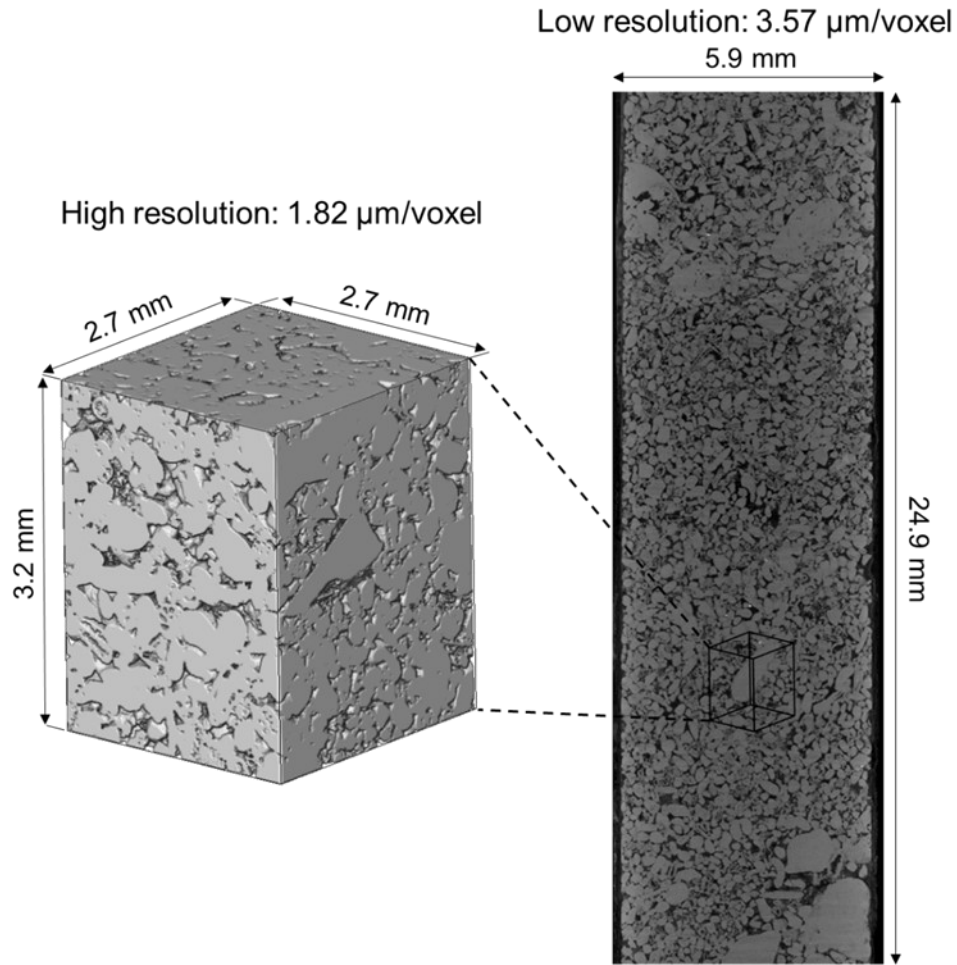 Low resolution: 3.57 µm/voxel
5.9 mm
High resolution: 1.82 µm/voxel
2.7 mm
2.7 mm
3.2 mm
24.9 mm